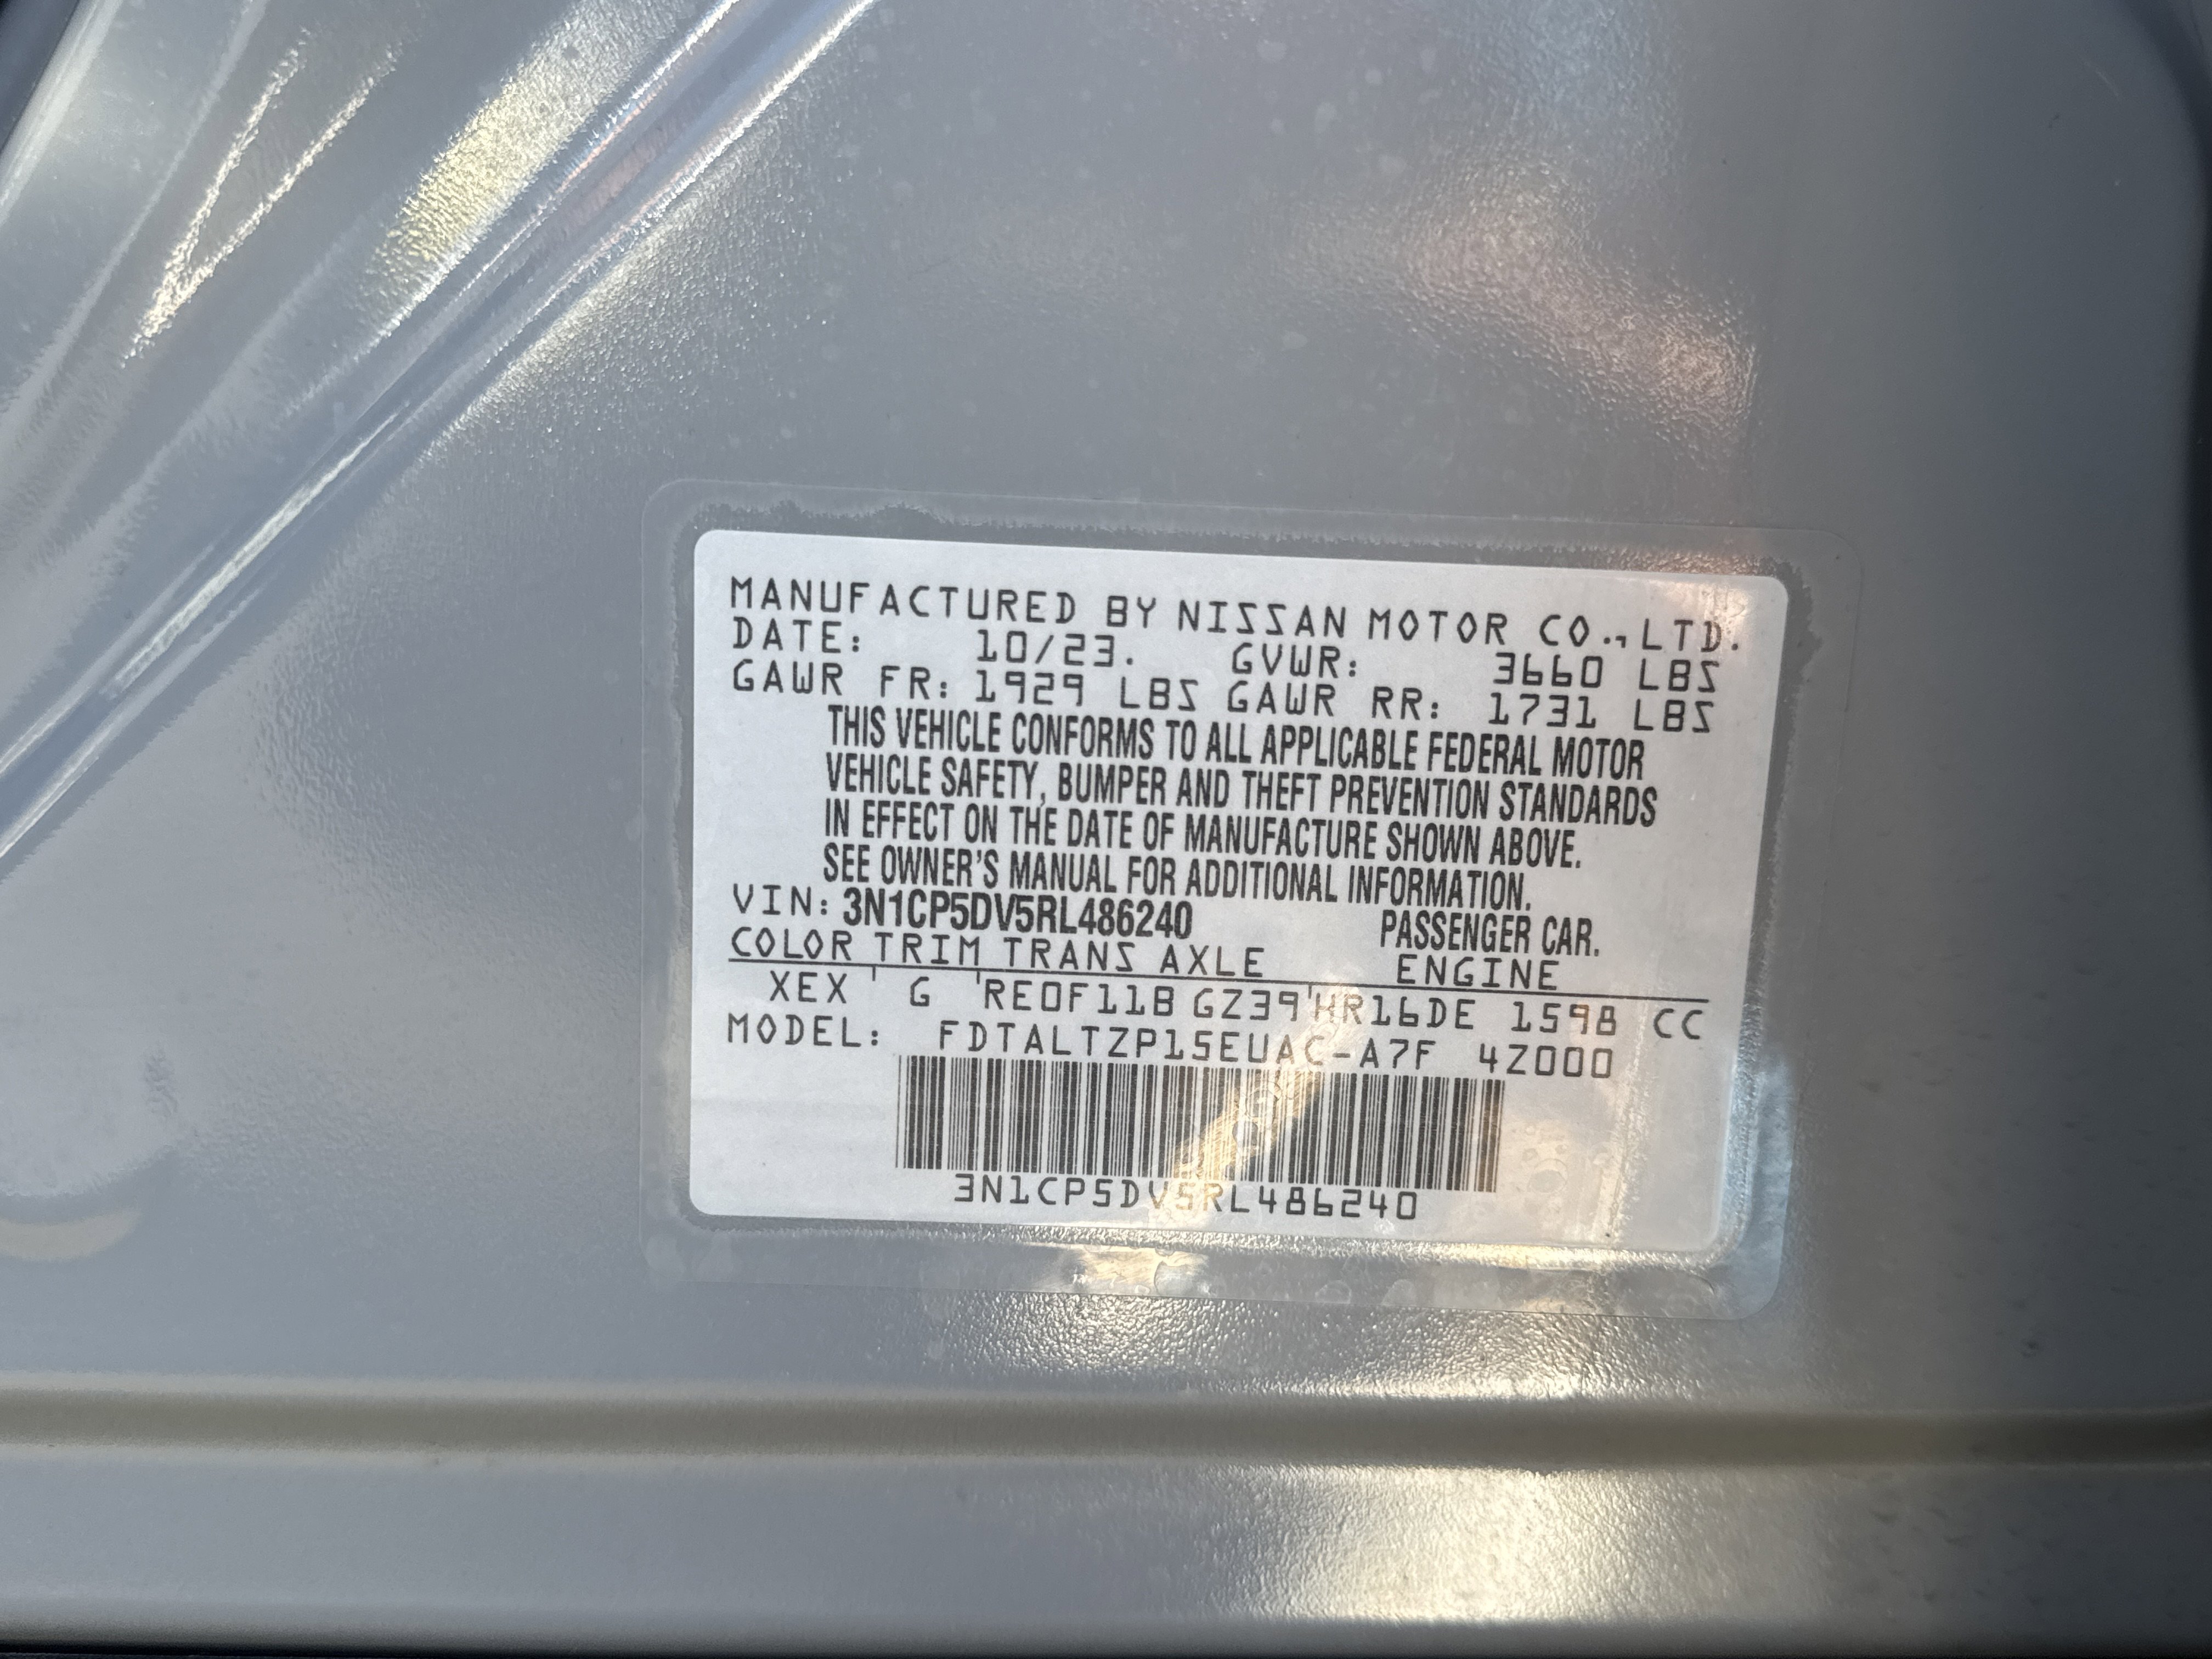 MANUFACTURED BY NISSAN MOTOR CO.,LTD.
DATE: 10/23. GVWR: 3660 LBS
GAWR FR: 1929 LBS GAWR RR: 1731 LBS
THIS VEHICLE CONFORMS TO ALL APPLICABLE FEDERAL MOTOR
VEHICLE SAFETY, BUMPER AND THEFT PREVENTION STANDARDS
IN EFFECT ON THE DATE OF MANUFACTURE SHOWN ABOVE.
SEE OWNER'S MANUAL FOR ADDITIONAL INFORMATION.
VIN: 3N1CP5DV5RL486240 PASSENGER CAR.
COLOR TRIM TRANS AXLE ENGINE
XEX G RE0F11B GZ39 HR16DE 1598 CC
MODEL: FDTALTZP15EUAC-A7F 4Z000
3N1CP5DV5RL486240